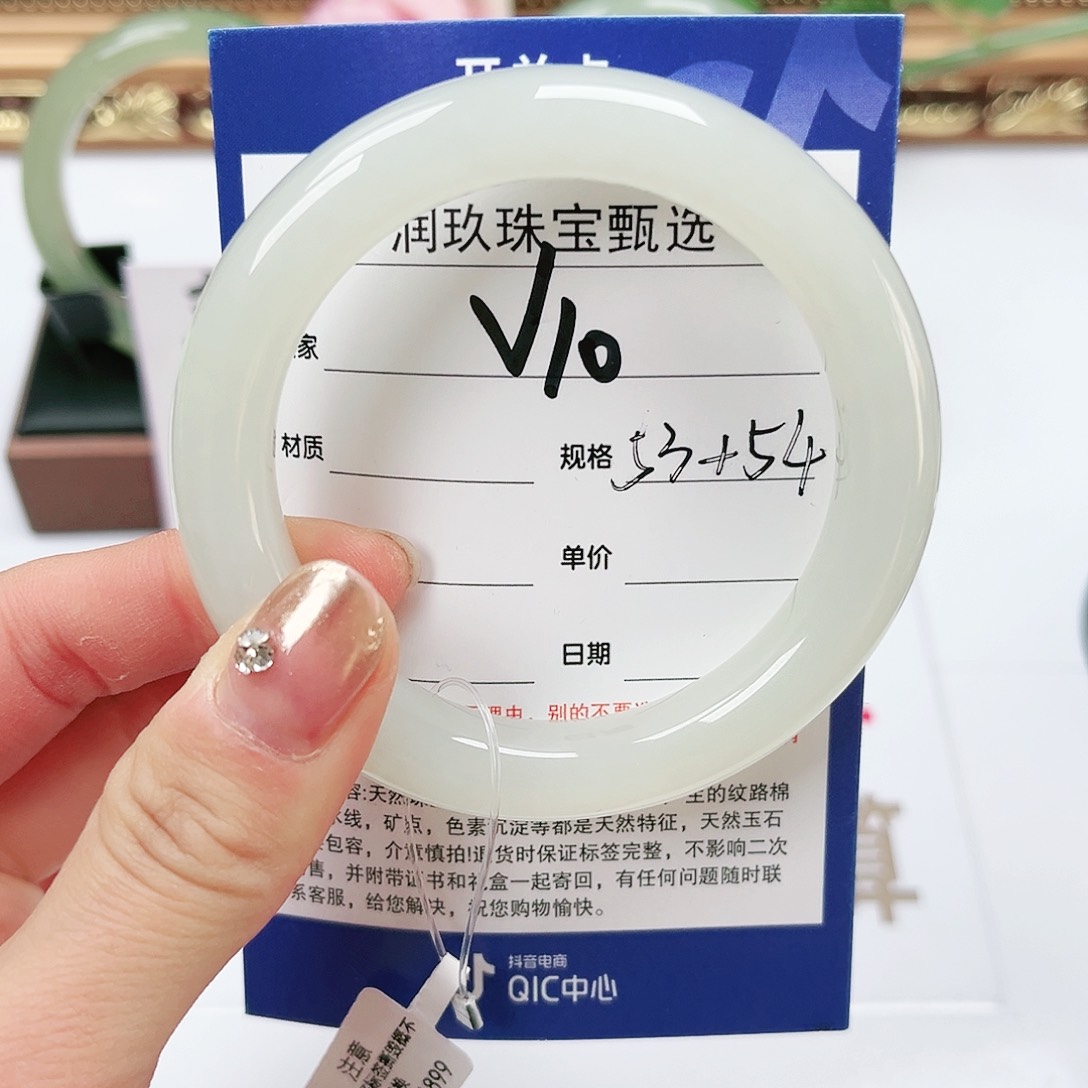 润玖珠宝甄选
V10
家
材质
规格 53+54
单价
日期
别的不要
容:天然
生的纹路棉
水线，矿点，色素沉淀等都是天然特征，天然玉石
包容，介 慎拍!退货时保证标签完整，不影响二次
售，并附带证书和礼盒一起寄回，有任何问题随时联
系客服，给您解决，祝您购物愉快。
抖音电商
QIC中心
899